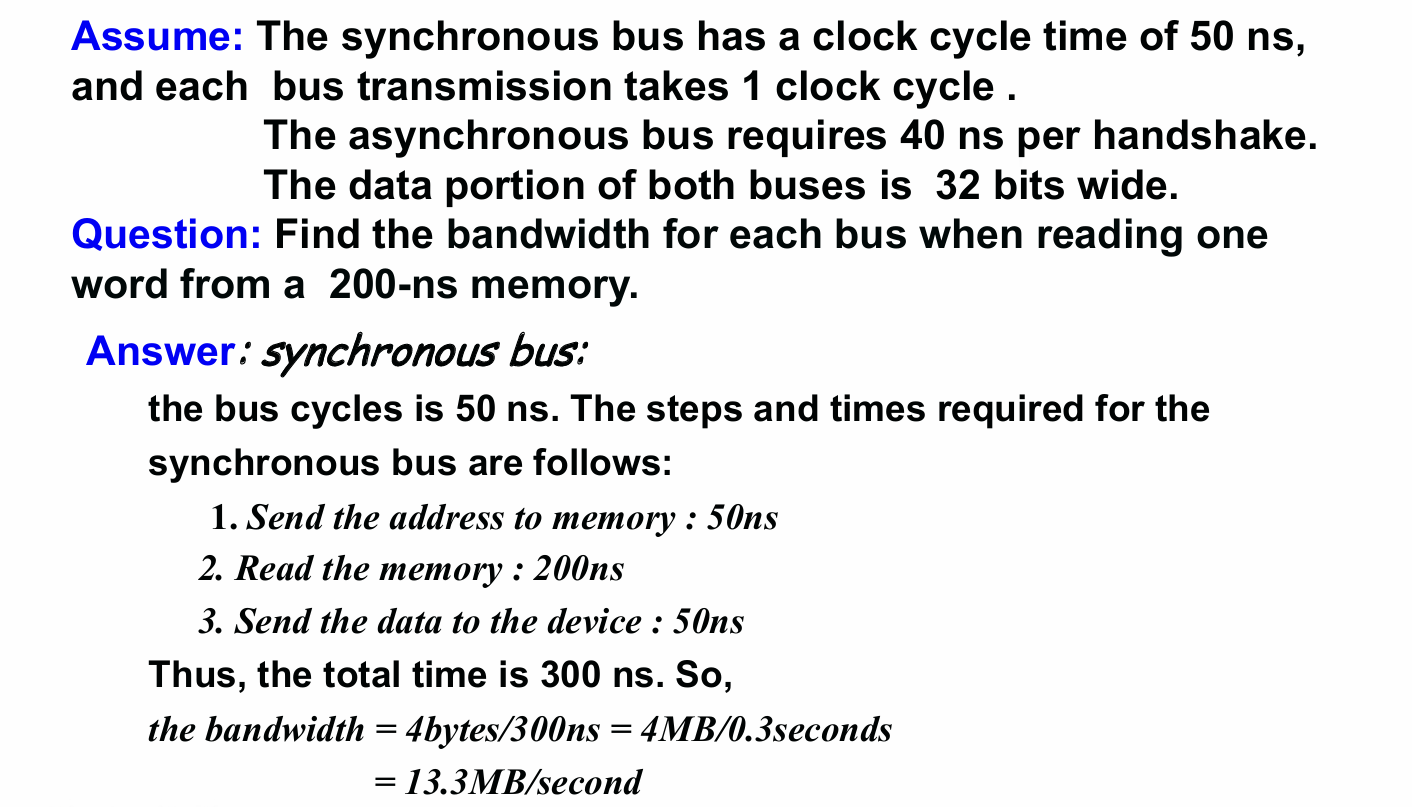 Assume: The synchronous bus has a clock cycle time of 50 ns,
and each bus transmission takes 1 clock cycle .
The asynchronous bus requires 40 ns per handshake.
The data portion of both buses is 32 bits wide.
Question: Find the bandwidth for each bus when reading one
word from a 200-ns memory.
Answer: synchronous bus:
the bus cycles is 50 ns. The steps and times required for the
synchronous bus are follows:
1. Send the address to memory : 50ns
2. Read the memory : 200ns
3. Send the data to the device : 50ns
Thus, the total time is 300 ns. So,
the bandwidth = 4bytes/300ns = 4MB/0.3seconds
= 13.3MB/second